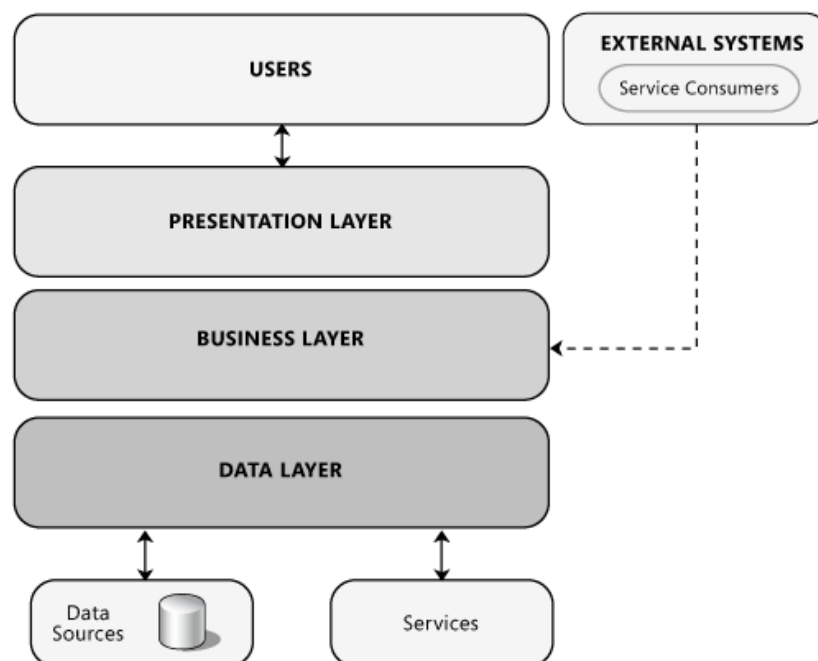 USERS
EXTERNAL SYSTEMS
Service Consumers
PRESENTATION LAYER
BUSINESS LAYER
DATA LAYER
Data
Sources
Services